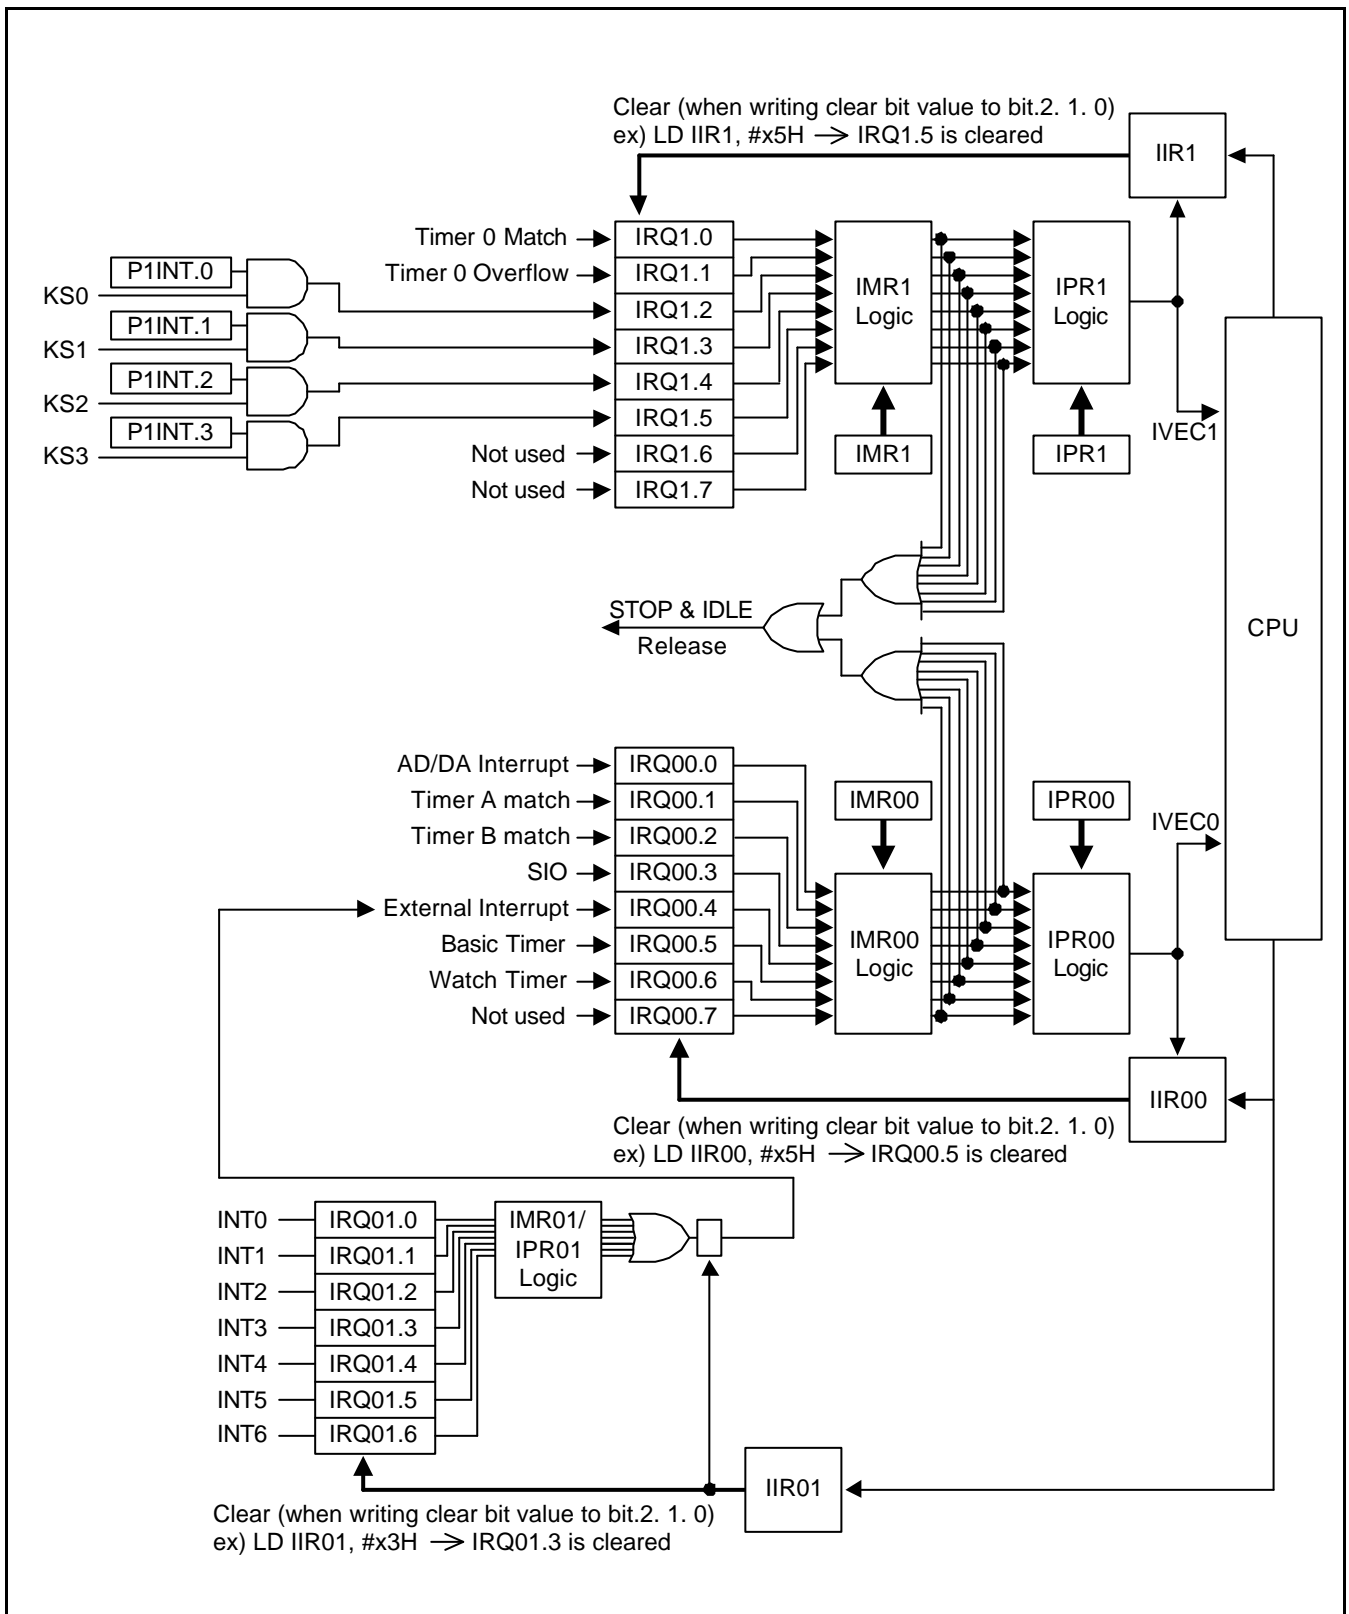 Clear (when writing clear bit value to bit.2. 1. 0)
ex) LD IIR1, #x5H → IRQ1.5 is cleared
IIR1
Timer 0 Match
IRQ1.0
P1INT.0
Timer 0 Overflow
IRQ1.1
KS0
IRQ1.2
P1INT.1
KS1
IRQ1.3
P1INT.2
KS2
IRQ1.4
P1INT.3
KS3
IRQ1.5
Not used
IRQ1.6
Not used
IRQ1.7
IMR1
Logic
IPR1
Logic
IMR1
IPR1
IVEC1
STOP & IDLE
Release
CPU
AD/DA Interrupt
IRQ00.0
Timer A match
IRQ00.1
Timer B match
IRQ00.2
SIO
IRQ00.3
External Interrupt
IRQ00.4
Basic Timer
IRQ00.5
Watch Timer
IRQ00.6
Not used
IRQ00.7
IMR00
IPR00
IVEC0
IMR00
Logic
IPR00
Logic
IIR00
Clear (when writing clear bit value to bit.2. 1. 0)
ex) LD IIR00, #x5H → IRQ00.5 is cleared
INT0
IRQ01.0
INT1
IRQ01.1
INT2
IRQ01.2
INT3
IRQ01.3
INT4
IRQ01.4
INT5
IRQ01.5
INT6
IRQ01.6
IMR01/
IPR01
Logic
IIR01
Clear (when writing clear bit value to bit.2. 1. 0)
ex) LD IIR01, #x3H → IRQ01.3 is cleared